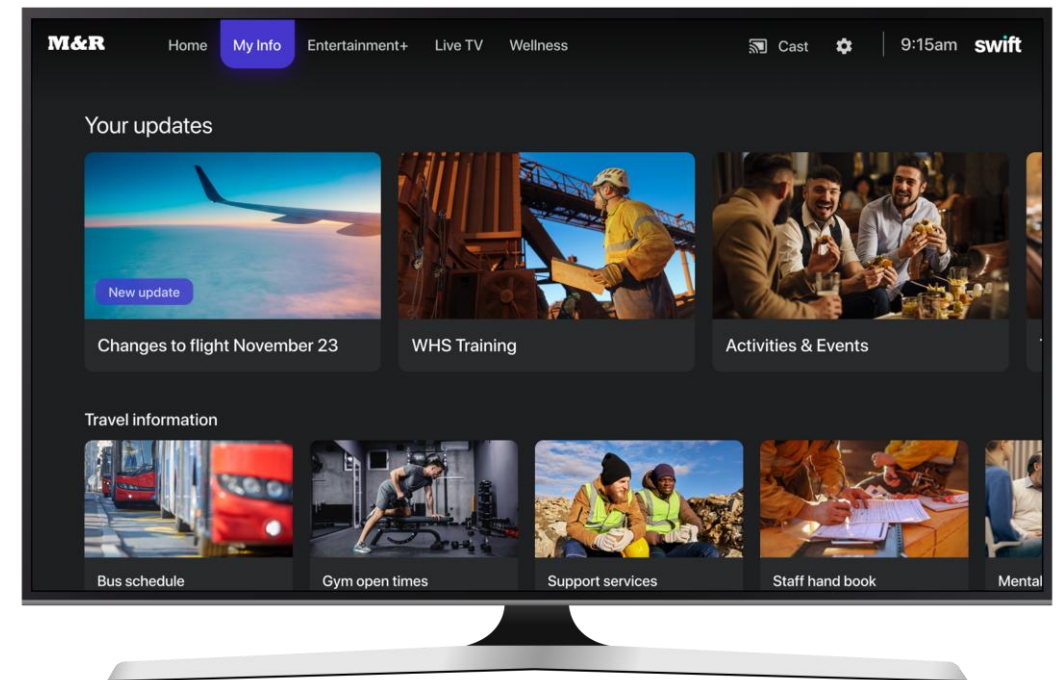 M&R Home My Info Entertainment+ Live TV Wellness Cast 9:15am swift
Your updates
New update
Changes to flight November 23 WHS Training Activities & Events
Travel information
Bus schedule Gym open times Support services Staff hand book Mental